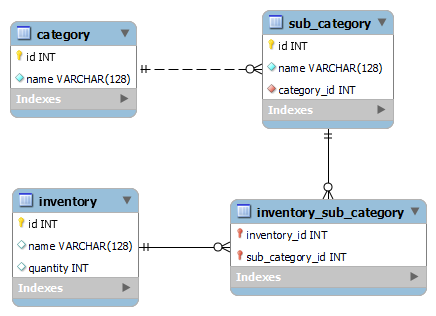 category
id INT
name VARCHAR(128)
Indexes
sub_category
id INT
name VARCHAR(128)
category_id INT
Indexes
inventory
id INT
name VARCHAR(128)
quantity INT
Indexes
inventory_sub_category
inventory_id INT
sub_category_id INT
Indexes